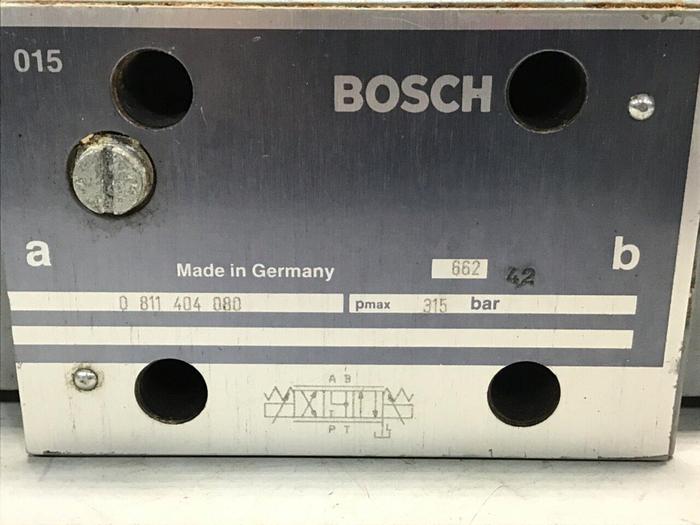 015
BOSCH
a
b
Made in Germany
662
42
0 811 404 080
pmax 315 bar
A B
P T